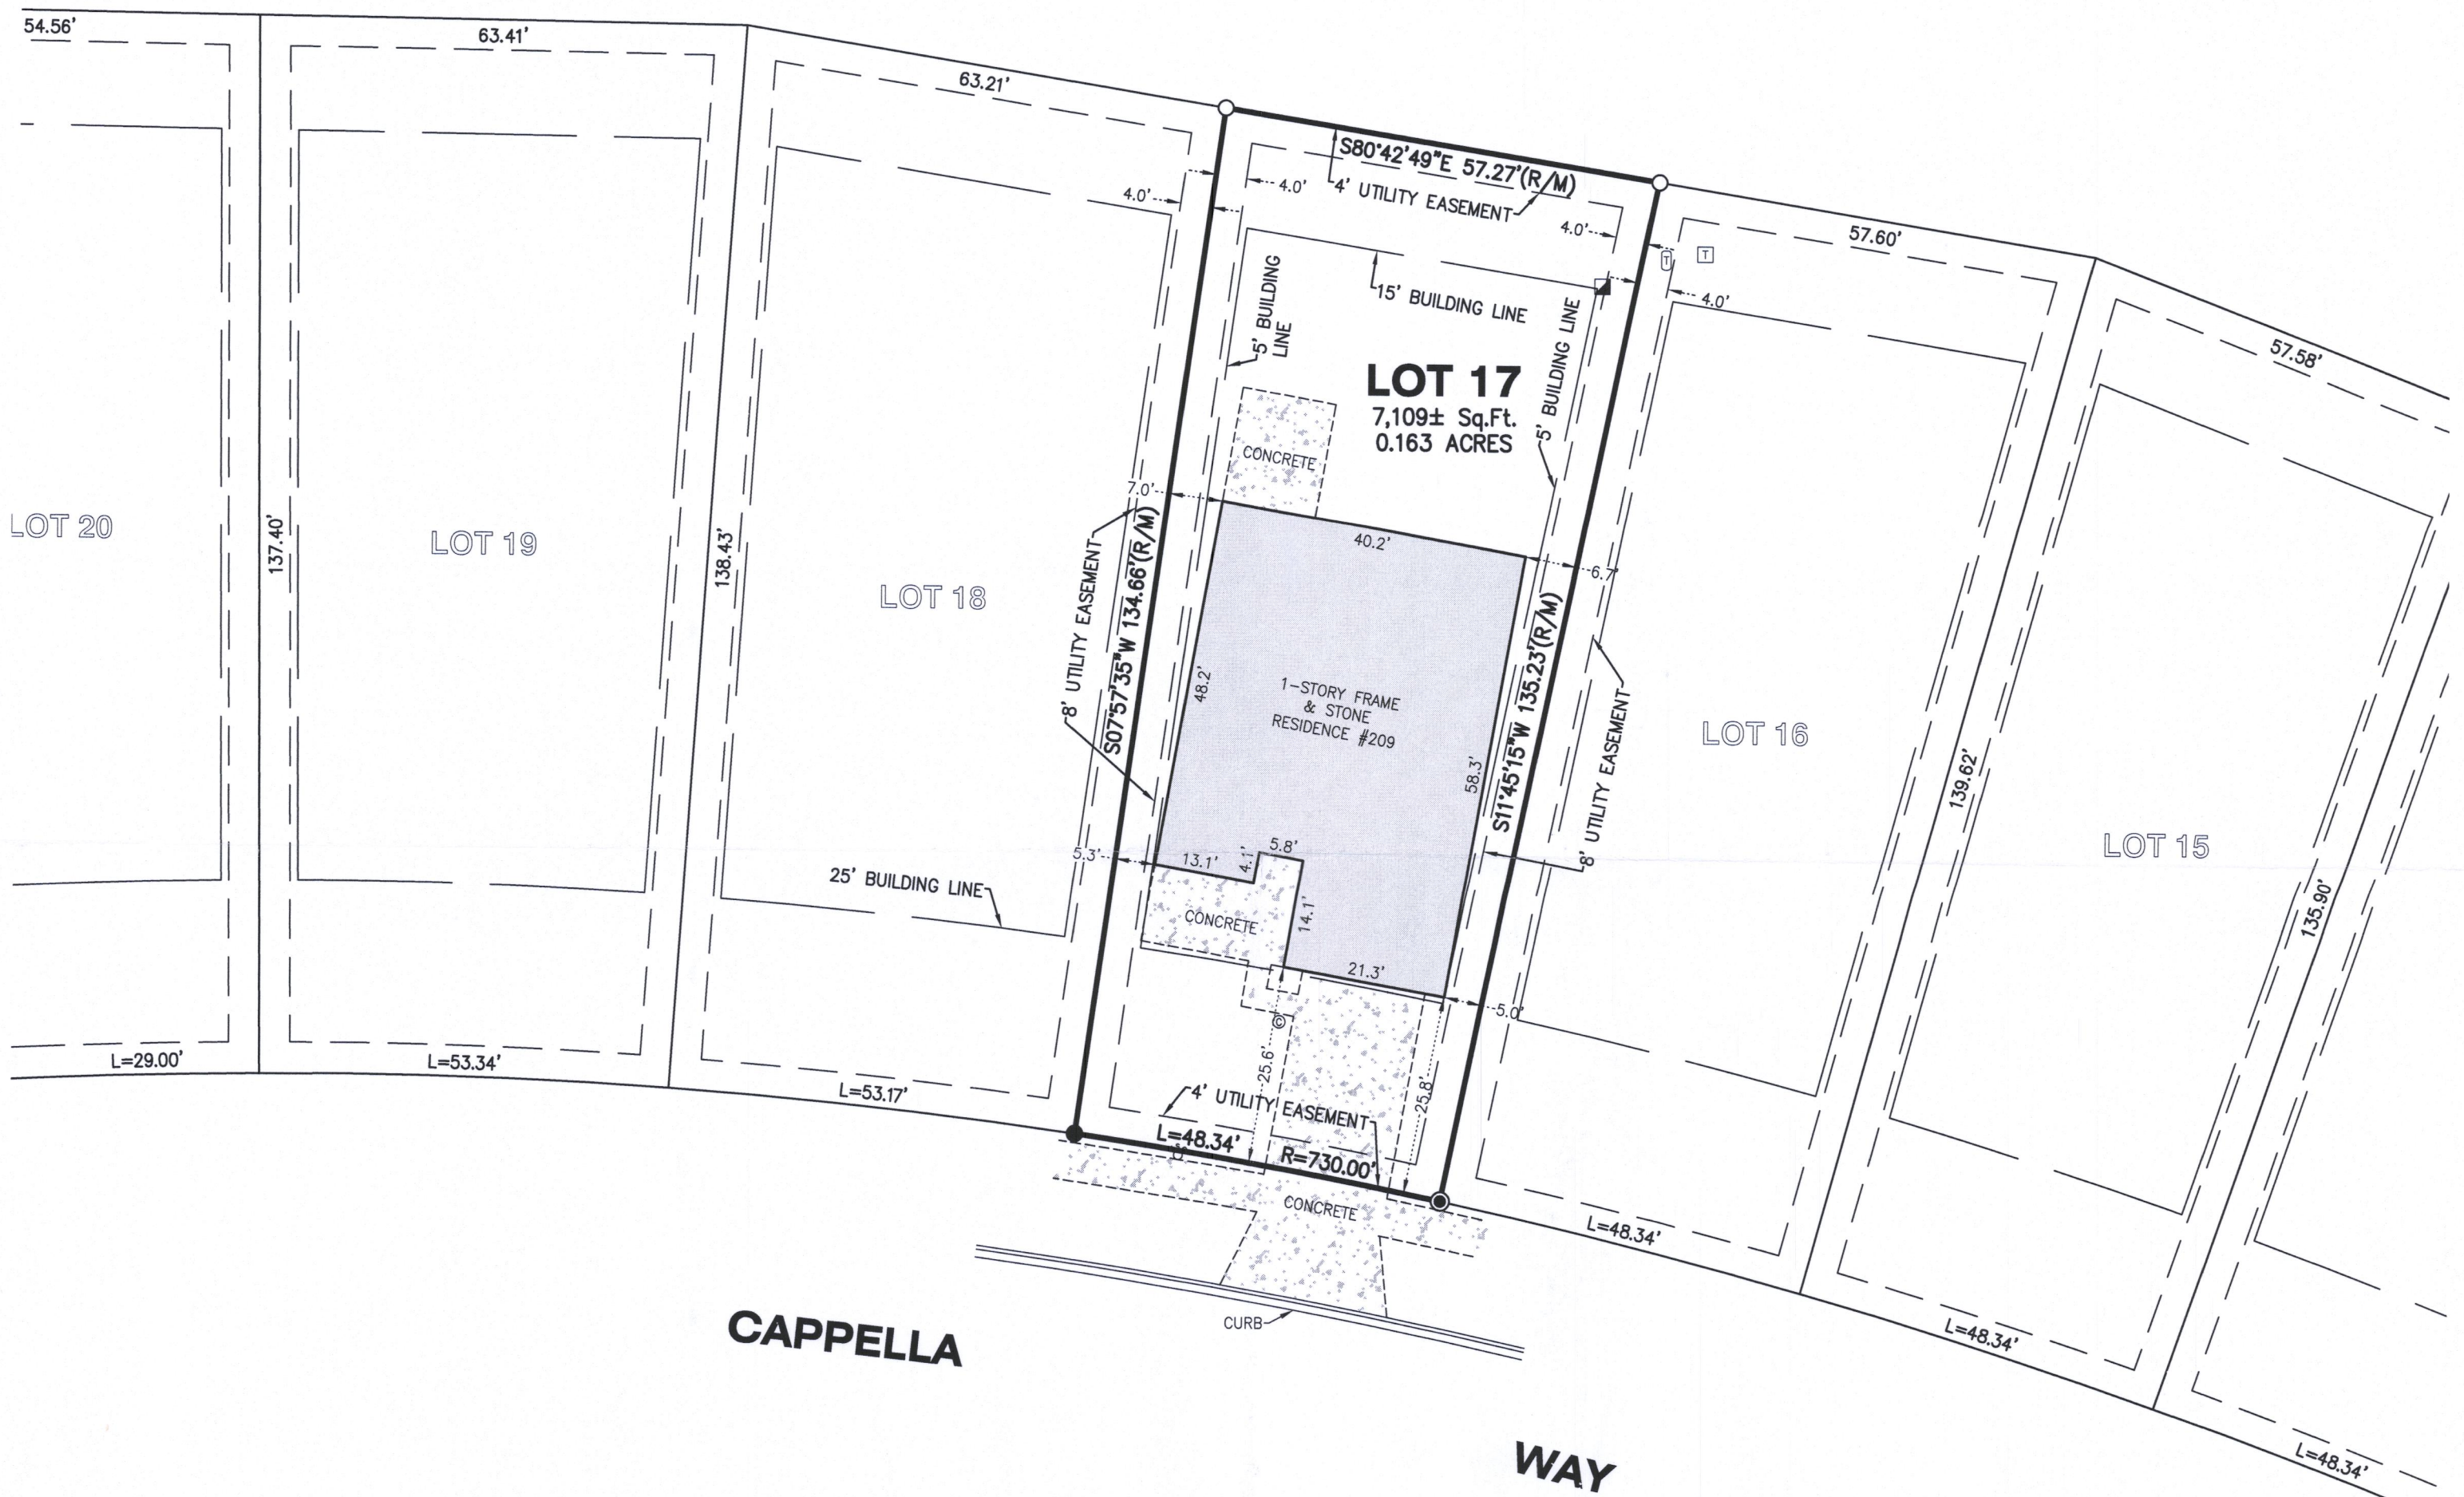 54.56'
63.41'
63.21'
S80°42'49"E 57.27'(R/M)
4' UTILITY EASEMENT
4.0'
4.0'
4.0'
4.0'
57.60'
57.58'
T
T
15' BUILDING LINE
5' BUILDING
LINE
5' BUILDING LINE
LOT 17
7,109± Sq.Ft.
0.163 ACRES
CONCRETE
7.0'
40.2'
6.7'
LOT 20
137.40'
LOT 19
138.43'
LOT 18
8' UTILITY EASEMENT
S07°57'35"W 134.66'(R/M)
48.2'
1-STORY FRAME
& STONE
RESIDENCE #209
58.3'
S11°45'15"W 135.23'(R/M)
8' UTILITY EASEMENT
LOT 16
139.62'
LOT 15
135.90'
25' BUILDING LINE
5.3'
13.1'
4.1'
5.8'
14.1'
CONCRETE
21.3'
5.0'
C
25.6'
25.8'
4' UTILITY EASEMENT
L=29.00'
L=53.34'
L=53.17'
L=48.34'
R=730.00'
CONCRETE
L=48.34'
L=48.34'
L=48.34'
CURB
CAPPELLA
WAY